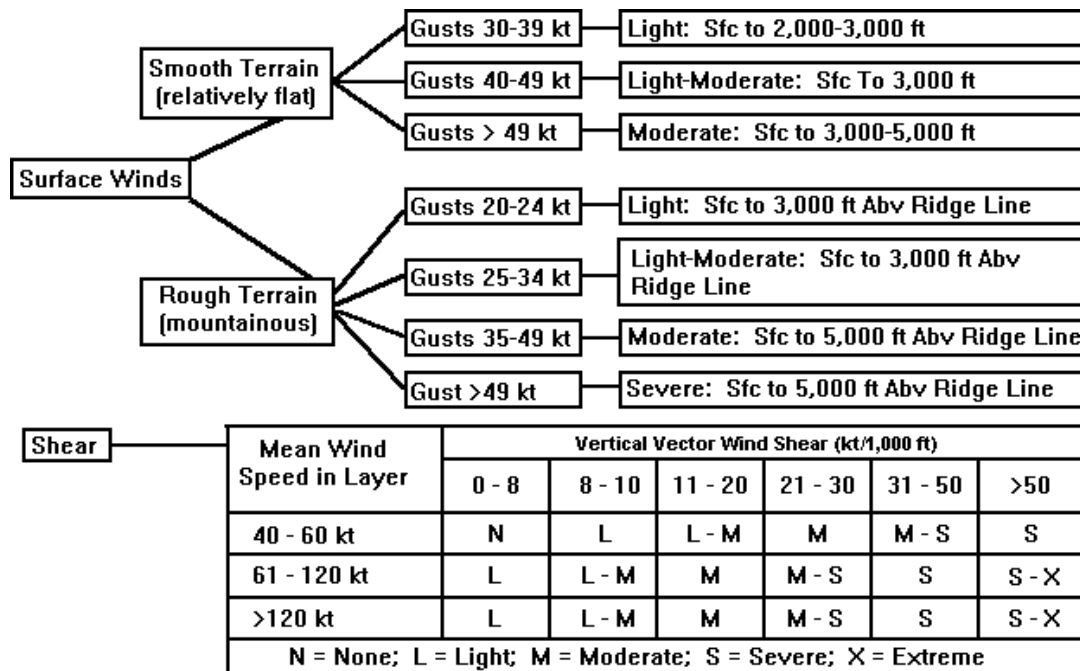 Gusts 30-39 kt
Light: Sfc to 2,000-3,000 ft
Smooth Terrain
(relatively flat)
Gusts 40-49 kt
Light-Moderate: Sfc To 3,000 ft
Gusts > 49 kt
Moderate: Sfc to 3,000-5,000 ft
Surface Winds
Gusts 20-24 kt
Light: Sfc to 3,000 ft Abv Ridge Line
Rough Terrain
(mountainous)
Gusts 25-34 kt
Light-Moderate: Sfc to 3,000 ft Abv
Ridge Line
Gusts 35-49 kt
Moderate: Sfc to 5,000 ft Abv Ridge Line
Gust >49 kt
Severe: Sfc to 5,000 ft Abv Ridge Line
Shear
Mean Wind
Speed in Layer
Vertical Vector Wind Shear (kt/1,000 ft)
0 - 8 8 - 10 11 - 20 21 - 30 31 - 50 >50
40 - 60 kt N L L - M M M - S S
61 - 120 kt L L - M M M - S S S - X
>120 kt L L - M M M - S S S - X
N = None; L = Light; M = Moderate; S = Severe; X = Extreme